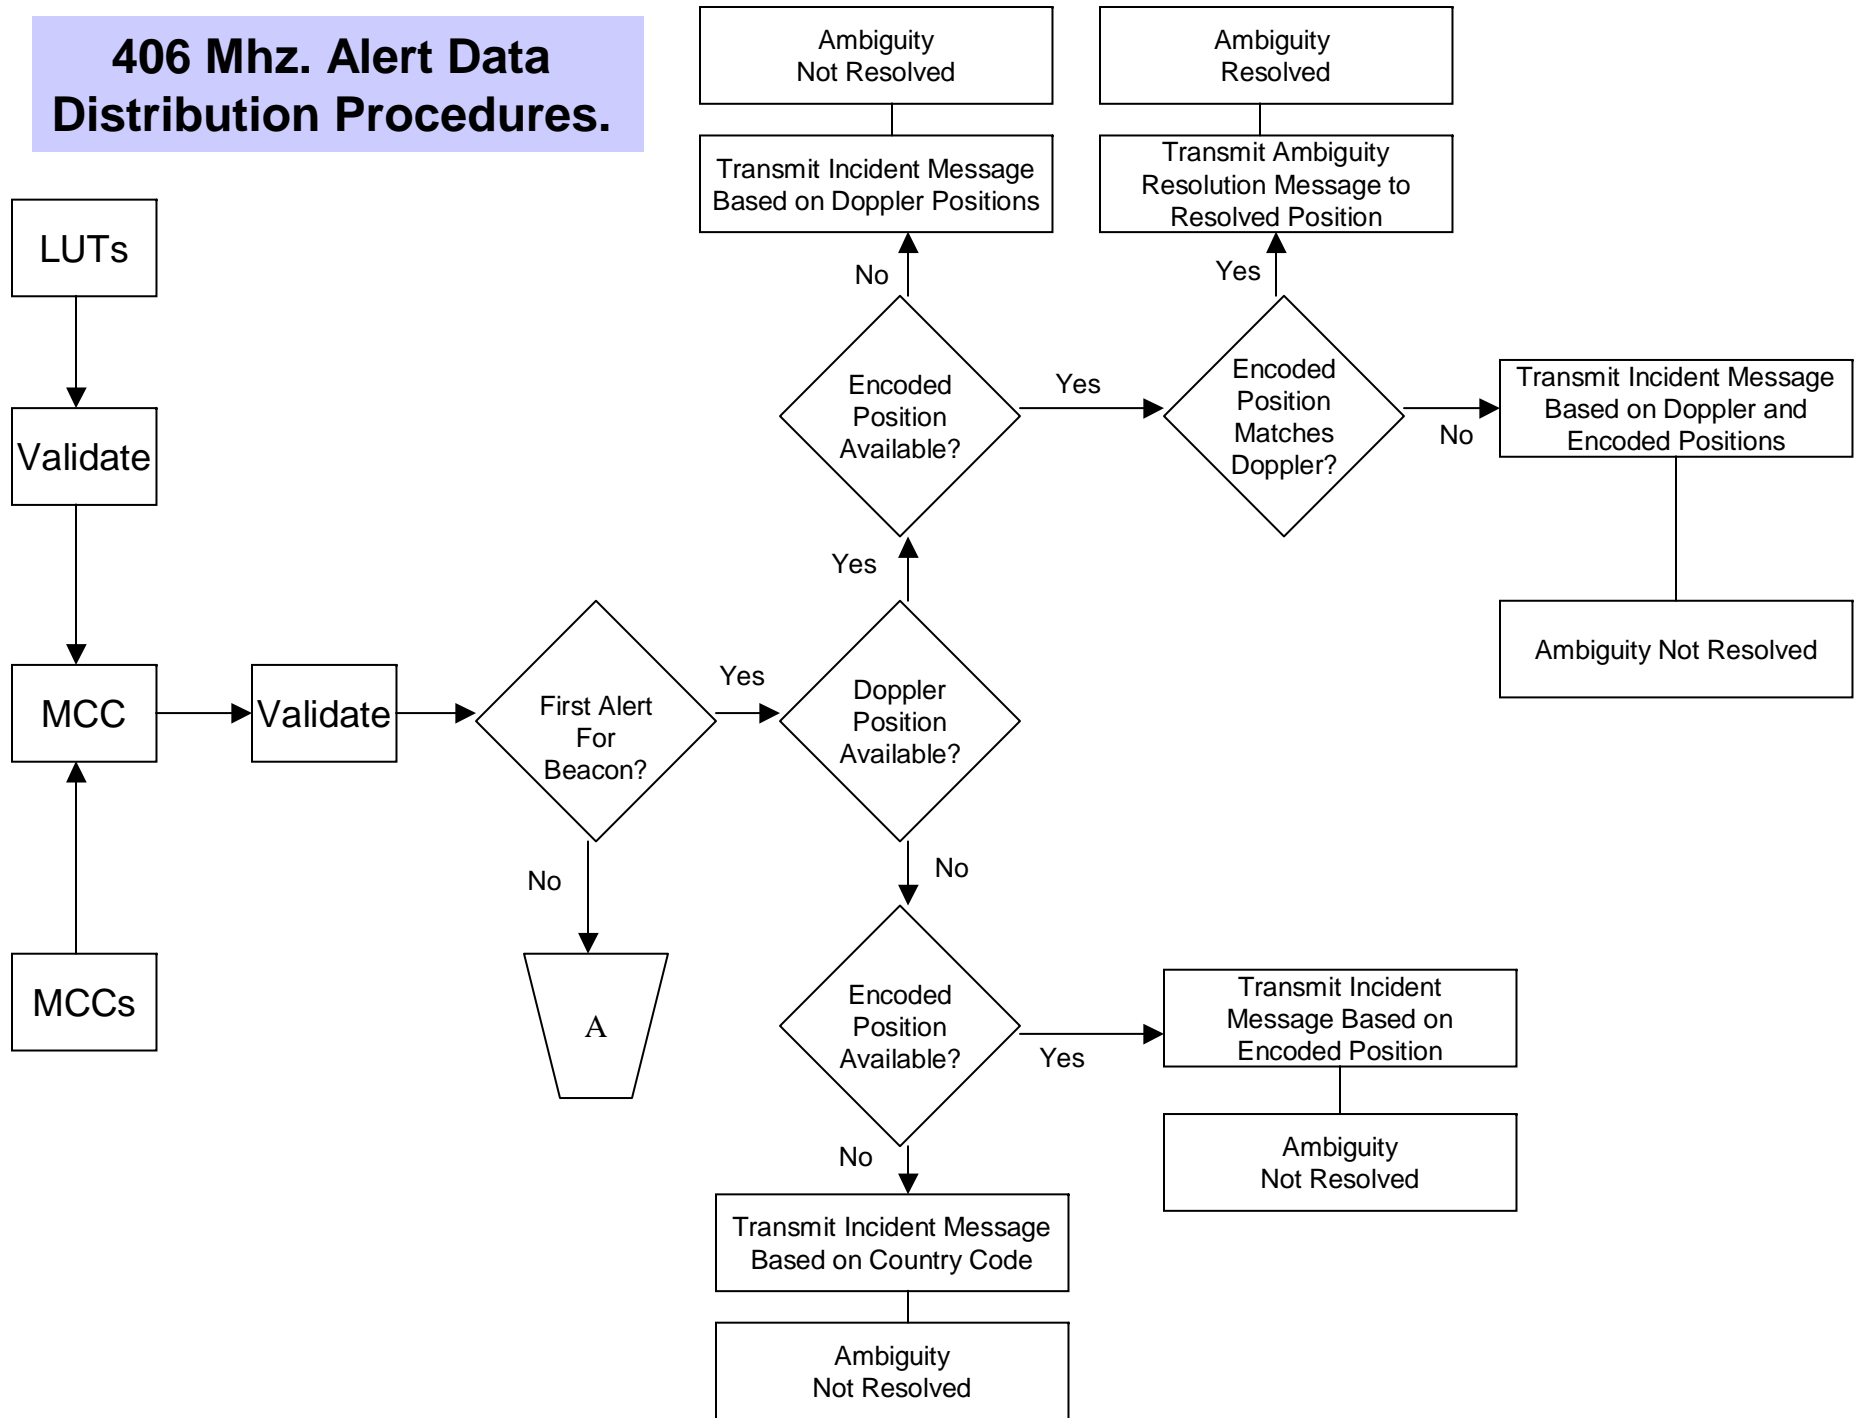 406 Mhz. Alert Data
Distribution Procedures.
Ambiguity
Not Resolved
Ambiguity
Resolved
Transmit Incident Message
Based on Doppler Positions
Transmit Ambiguity
Resolution Message to
Resolved Position
LUTs
No
Yes
Encoded
Position
Available?
Yes
Encoded
Position
Matches
Doppler?
No
Transmit Incident Message
Based on Doppler and
Encoded Positions
Validate
Yes
Ambiguity Not Resolved
MCC
Validate
First Alert
For
Beacon?
Yes
Doppler
Position
Available?
No
No
MCCs
A
Encoded
Position
Available?
Yes
Transmit Incident
Message Based on
Encoded Position
Ambiguity
Not Resolved
No
Transmit Incident Message
Based on Country Code
Ambiguity
Not Resolved